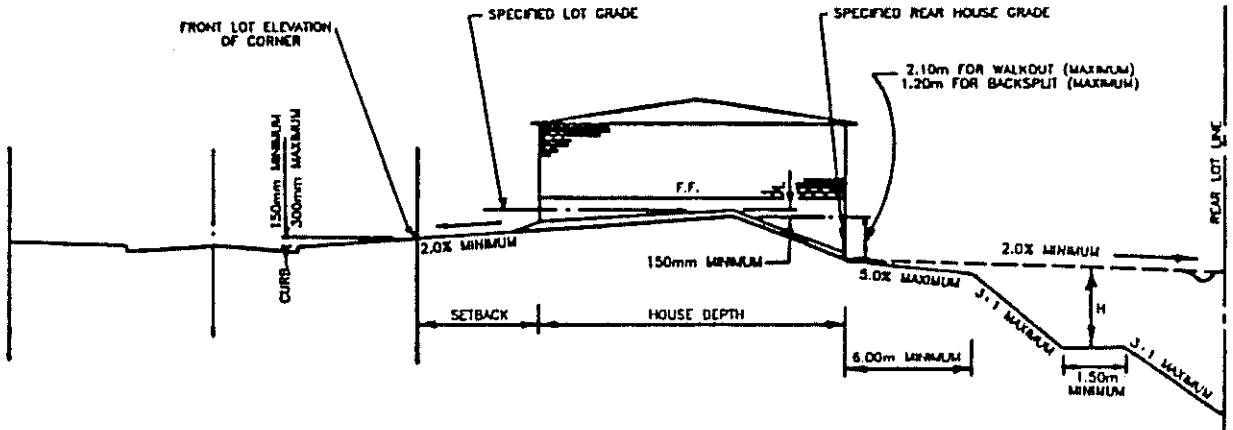 FRONT LOT ELEVATION
OF CORNER
SPECIFIED LOT GRADE
SPECIFIED REAR HOUSE GRADE
2.10m FOR WALKOUT (MAXIMUM)
1.20m FOR BACKSPLIT (MAXIMUM)
150mm MINIMUM
300mm MAXIMUM
CURB
REAR LOT LINE
F.F.
2.0% MINIMUM
150mm MINIMUM
2.0% MINIMUM
5.0% MAXIMUM
3:1 MAXIMUM
H
3:1 MAXIMUM
SETBACK
HOUSE DEPTH
6.00m MINIMUM
1.50m
MINIMUM